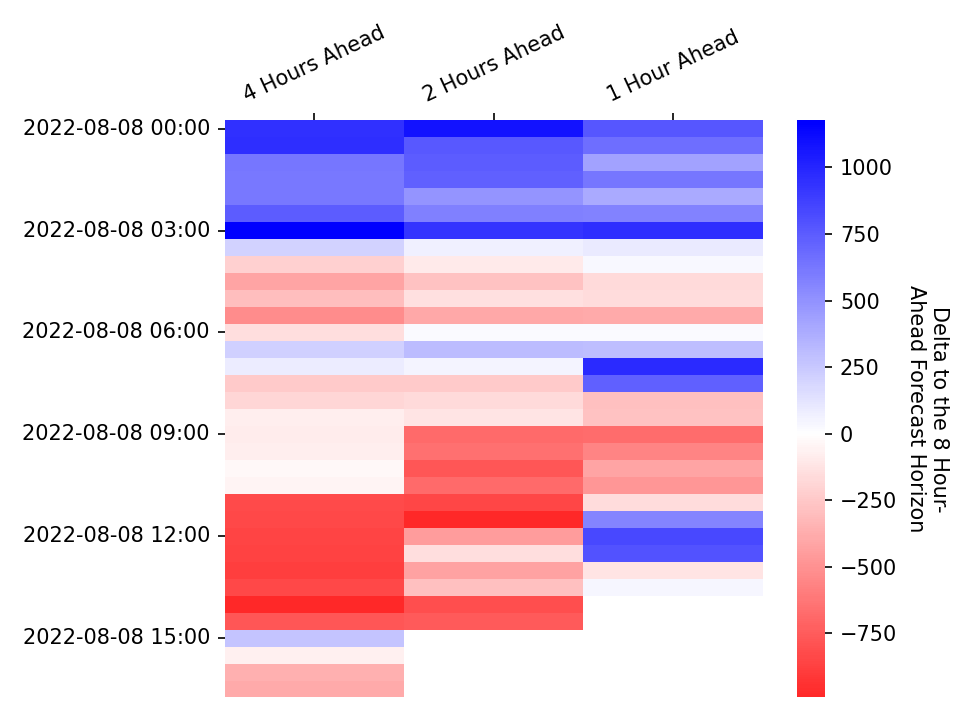 4 Hours Ahead
2 Hours Ahead
1 Hour Ahead
2022-08-08 00:00
2022-08-08 03:00
2022-08-08 06:00
2022-08-08 09:00
2022-08-08 12:00
2022-08-08 15:00
1000
750
500
250
0
−250
−500
−750
Delta to the 8 Hour-
Ahead Forecast Horizon